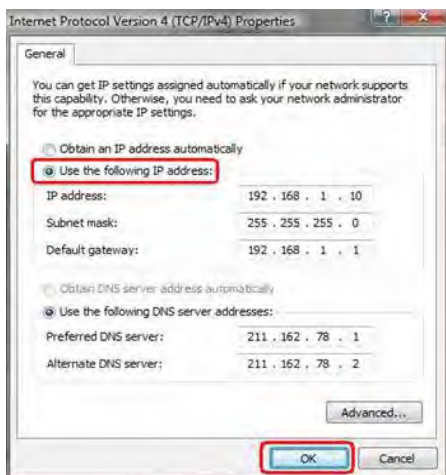 Internet Protocol Version 4 (TCP/IPv4) Properties
General
You can get IP settings assigned automatically if your network supports
this capability. Otherwise, you need to ask your network administrator
for the appropriate IP settings.
Obtain an IP address automatically
Use the following IP address:
IP address: 192 . 168 . 1 . 10
Subnet mask: 255 . 255 . 255 . 0
Default gateway: 192 . 168 . 1 . 1
Obtain DNS server address automatically
Use the following DNS server addresses:
Preferred DNS server: 211 . 162 . 78 . 1
Alternate DNS server: 211 . 162 . 78 . 2
Advanced...
OK Cancel